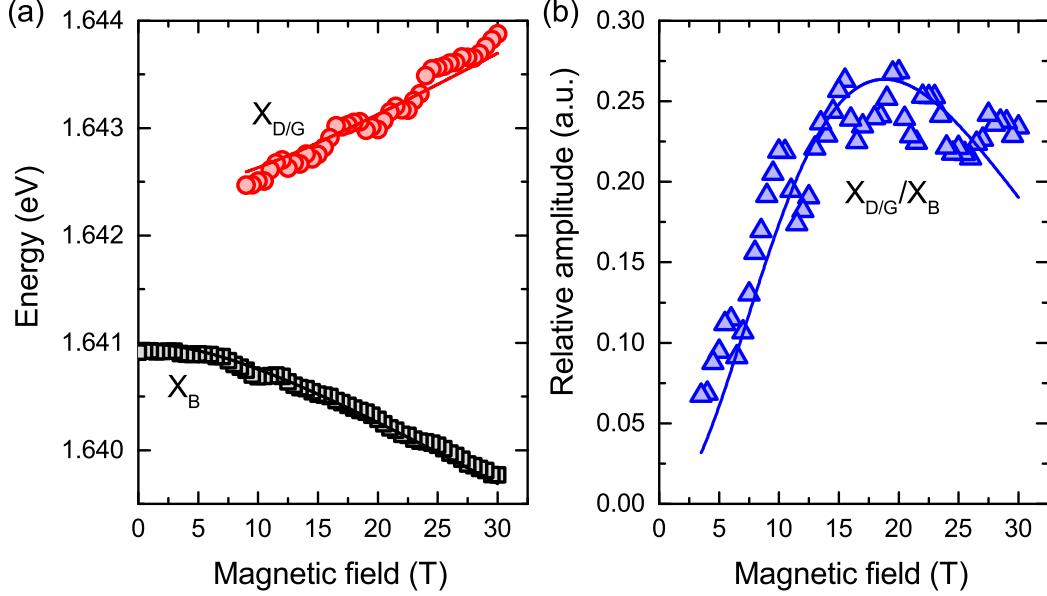 (a)
1.644
1.643
1.642
1.641
1.640
Energy (eV)
X_{D/G}
X_B
0 5 10 15 20 25 30
Magnetic field (T)
(b)
0.30
0.25
0.20
0.15
0.10
0.05
0.00
Relative amplitude (a.u.)
X_{D/G}/X_B
0 5 10 15 20 25 30
Magnetic field (T)